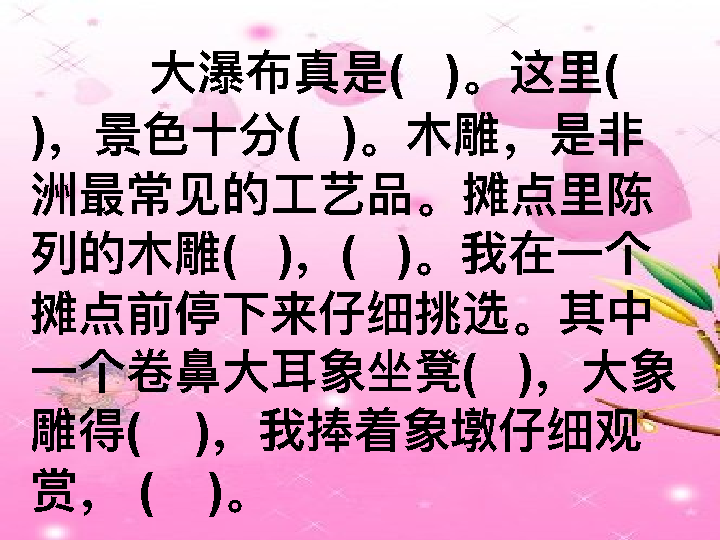 大瀑布真是(   )。这里(
)，景色十分(   )。木雕，是非
洲最常见的工艺品。摊点里陈
列的木雕(   )，(   )。我在一个
摊点前停下来仔细挑选。其中
一个卷鼻大耳象坐凳(   )，大象
雕得(    )，我捧着象墩仔细观
赏， (    )。